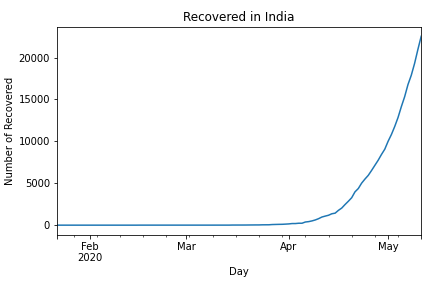 Recovered in India
Number of Recovered
20000
15000
10000
5000
0
Feb
2020
Mar
Apr
May
Day